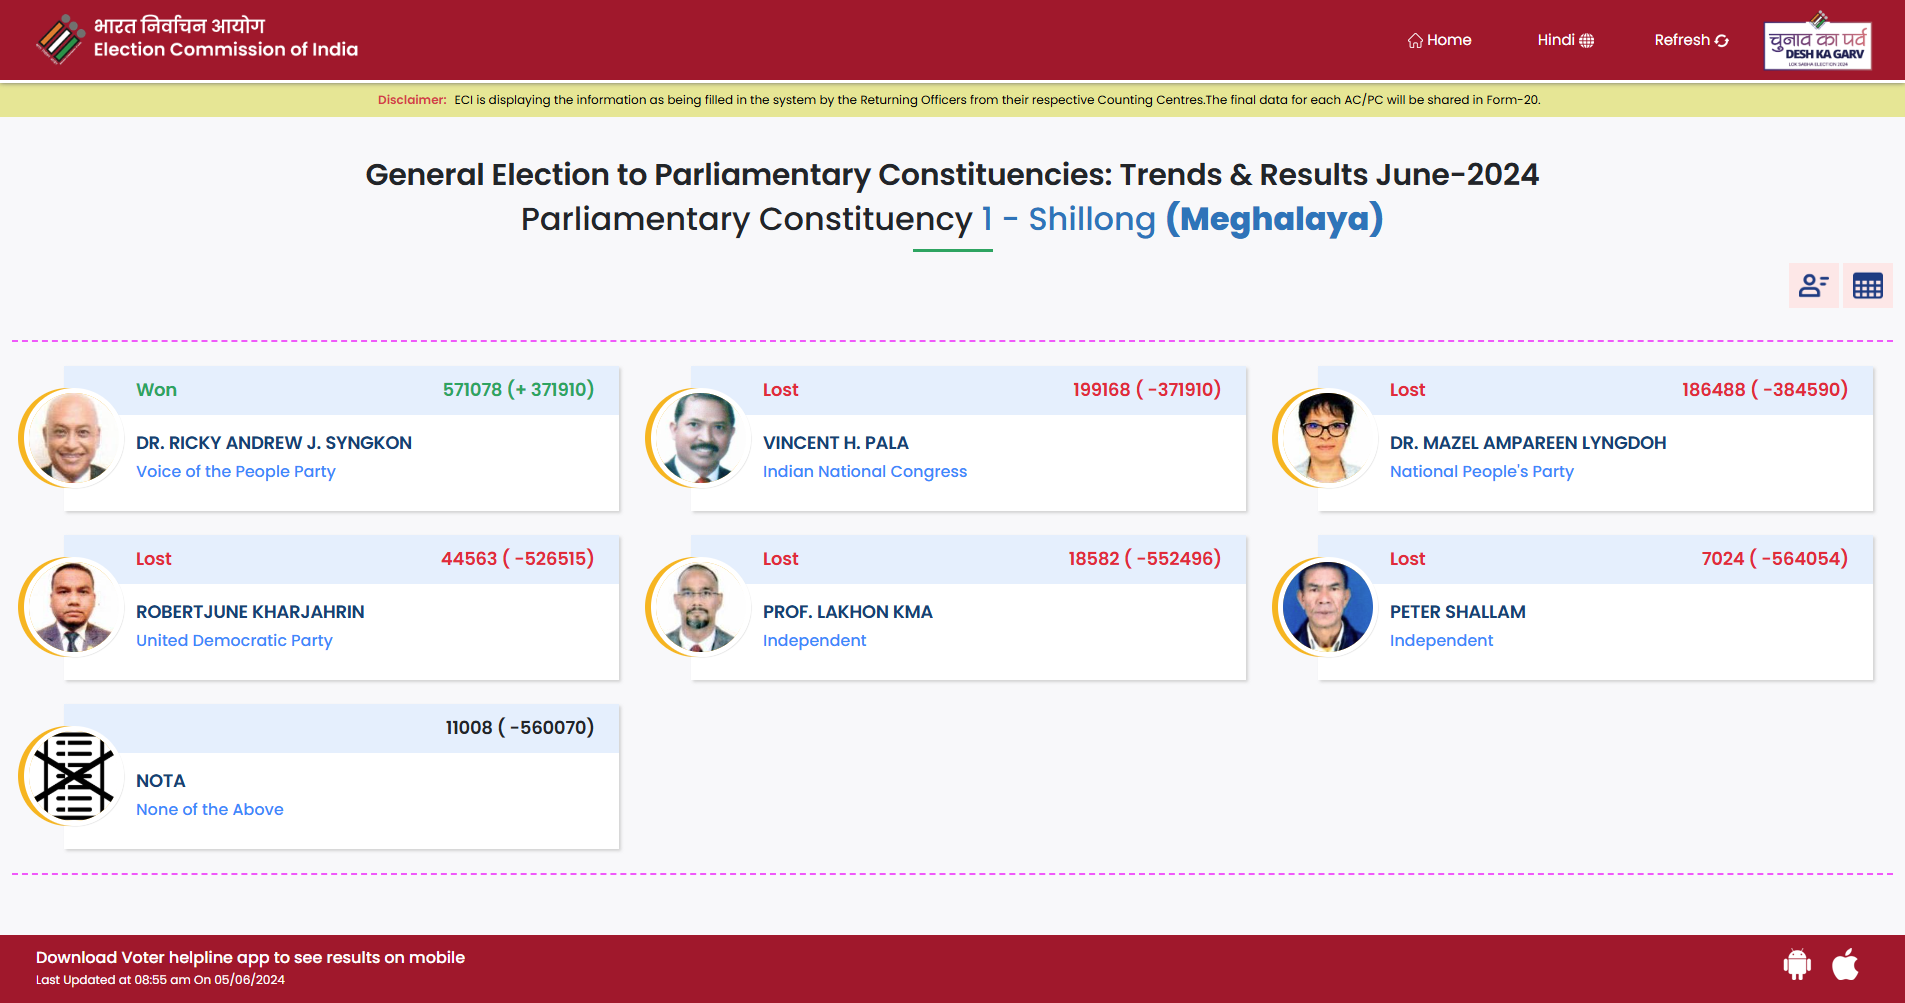 भारत निर्वाचन आयोग
Election Commission of India
Home
Hindi
Refresh
चुनाव का पर्व
DESH KA GARV
LOK SABHA ELECTION 2024
Disclaimer: ECI is displaying the information as being filled in the system by the Returning Officers from their respective Counting Centres.The final data for each AC/PC will be shared in Form-20.
General Election to Parliamentary Constituencies: Trends & Results June-2024
Parliamentary Constituency 1 - Shillong (Meghalaya)
Won 571078 (+ 371910)
DR. RICKY ANDREW J. SYNGKON
Voice of the People Party
Lost 199168 ( -371910)
VINCENT H. PALA
Indian National Congress
Lost 186488 ( -384590)
DR. MAZEL AMPAREEN LYNGDOH
National People's Party
Lost 44563 ( -526515)
ROBERTJUNE KHARJAHRIN
United Democratic Party
Lost 18582 ( -552496)
PROF. LAKHON KMA
Independent
Lost 7024 ( -564054)
PETER SHALLAM
Independent
11008 ( -560070)
NOTA
None of the Above
Download Voter helpline app to see results on mobile
Last Updated at 08:55 am On 05/06/2024